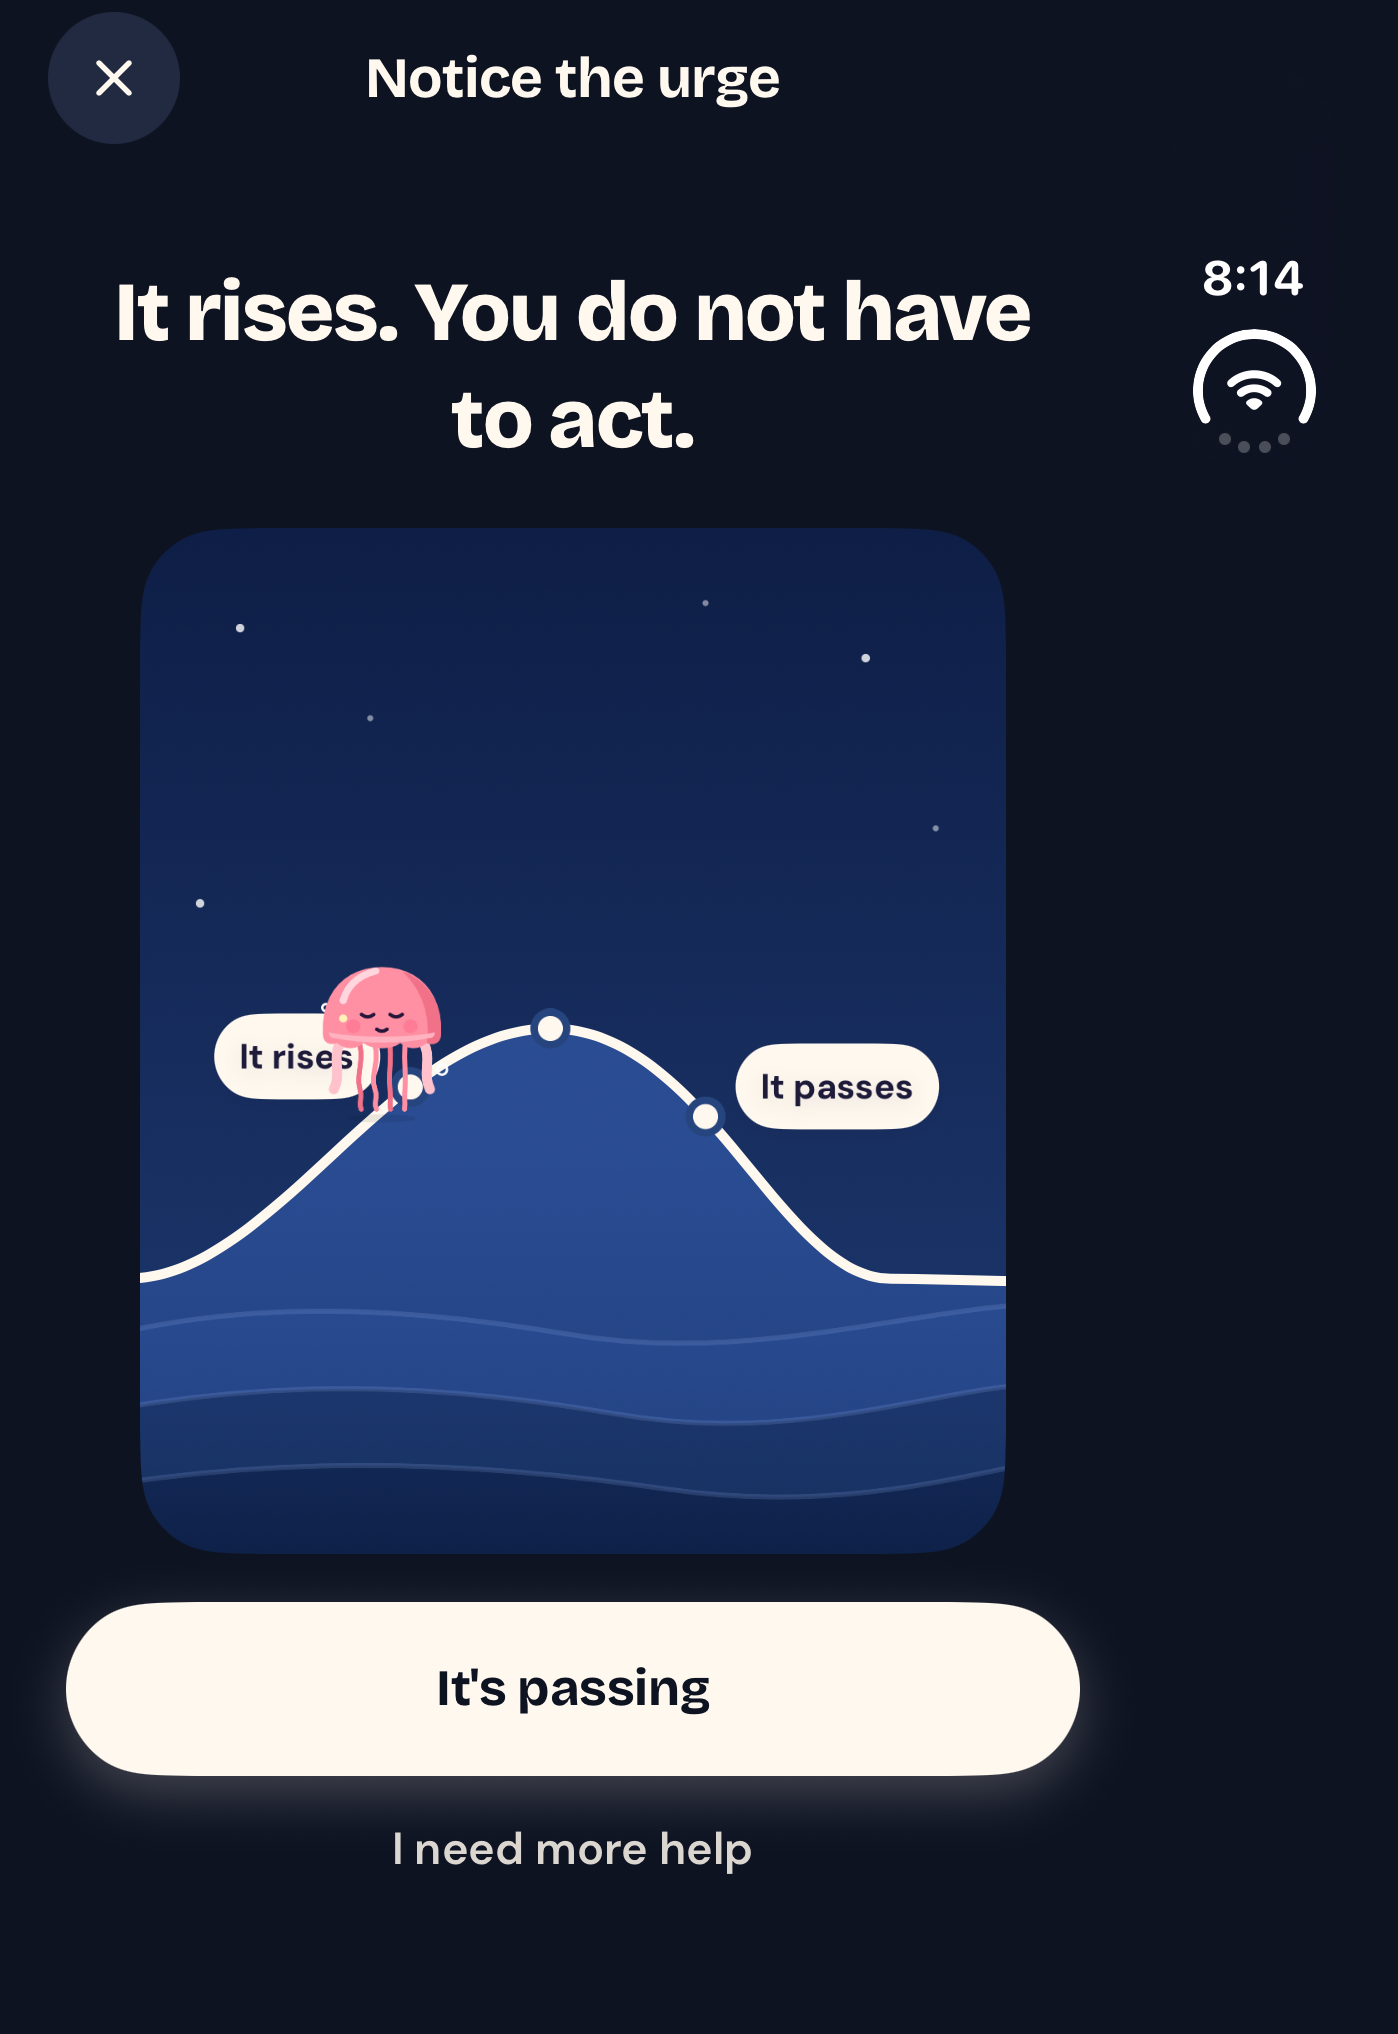 Notice the urge
8:14
It rises. You do not have
to act.
It rises
It passes
It's passing
I need more help